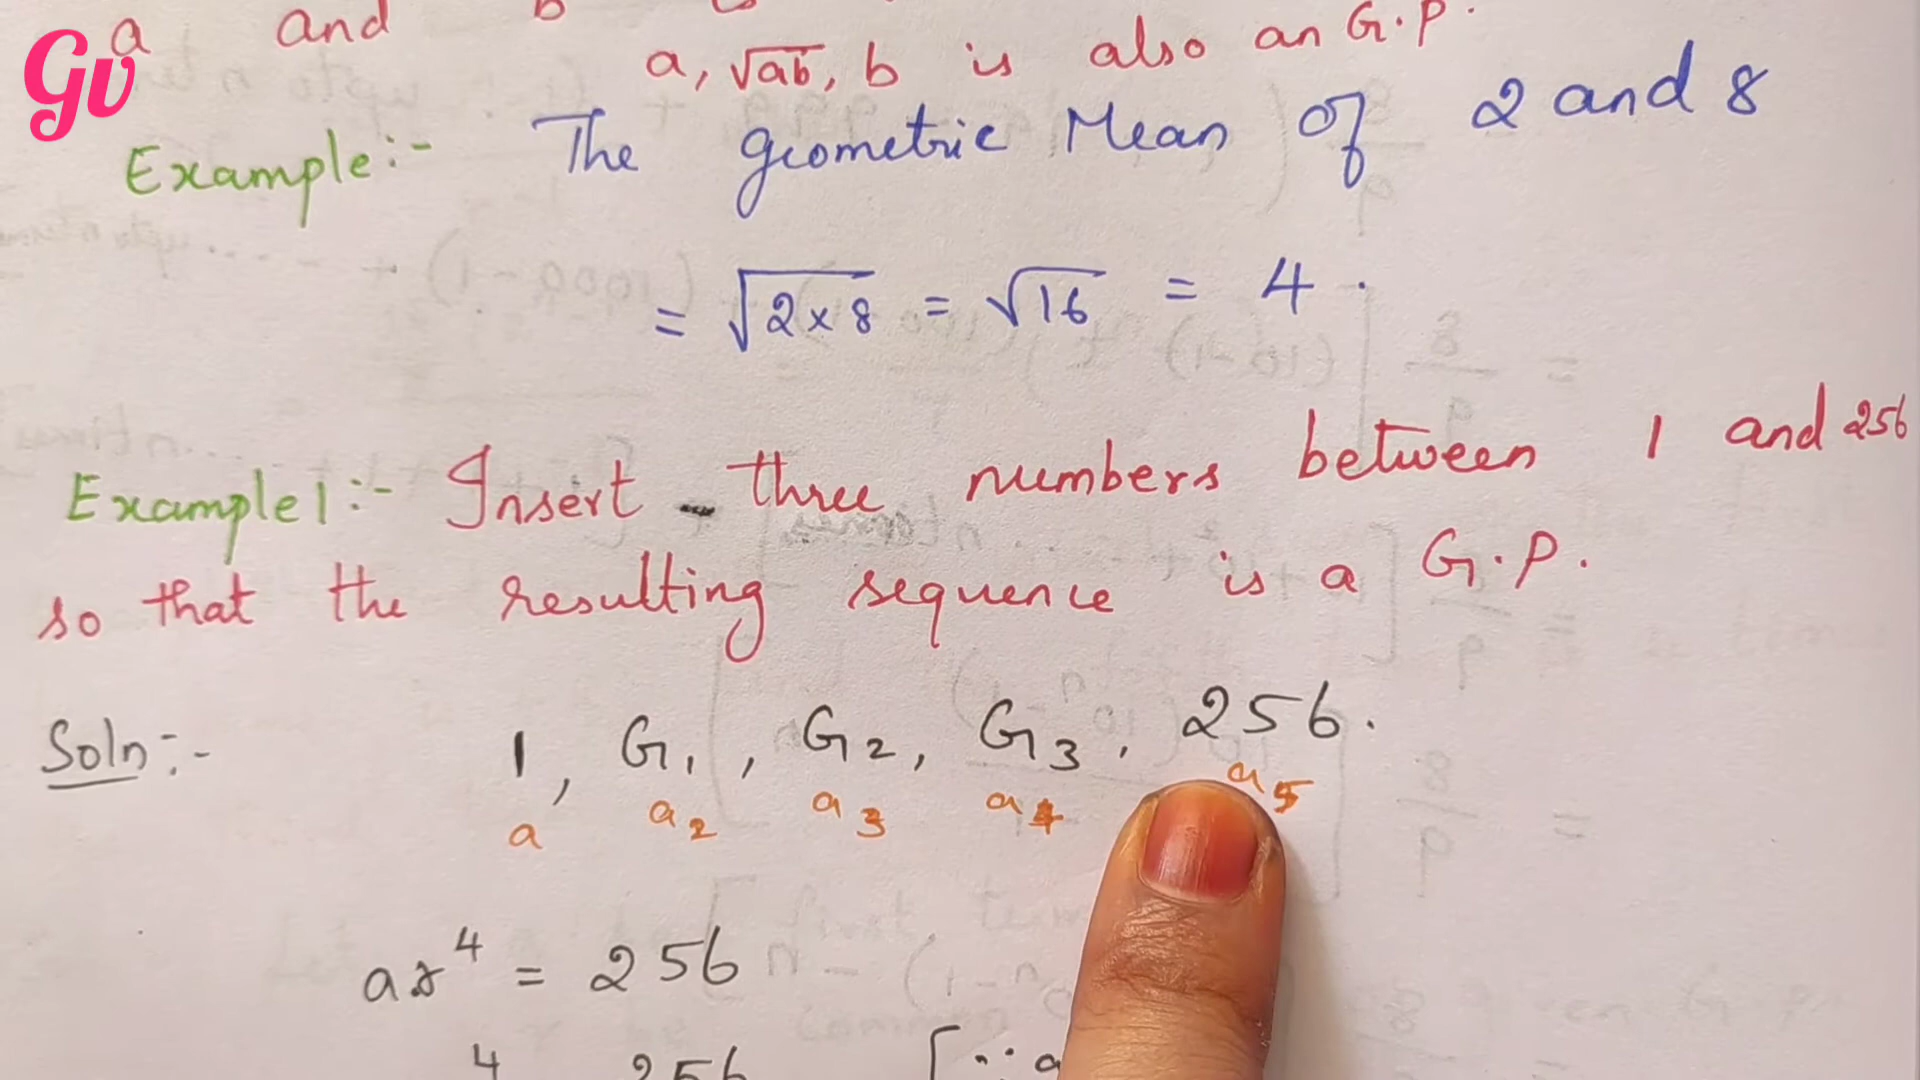 Gv
a and b
a, √ab, b is also an G.P.
Example:- The geometric Mean of 2 and 8
= √2×8 = √16 = 4.
Example1:- Insert three numbers between 1 and 256
so that the resulting sequence is a G.P.
Soln:- 1, G1, G2, G3, 256.
a a2 a3 a4 a5
ar⁴ = 256
4 256 [∵ a